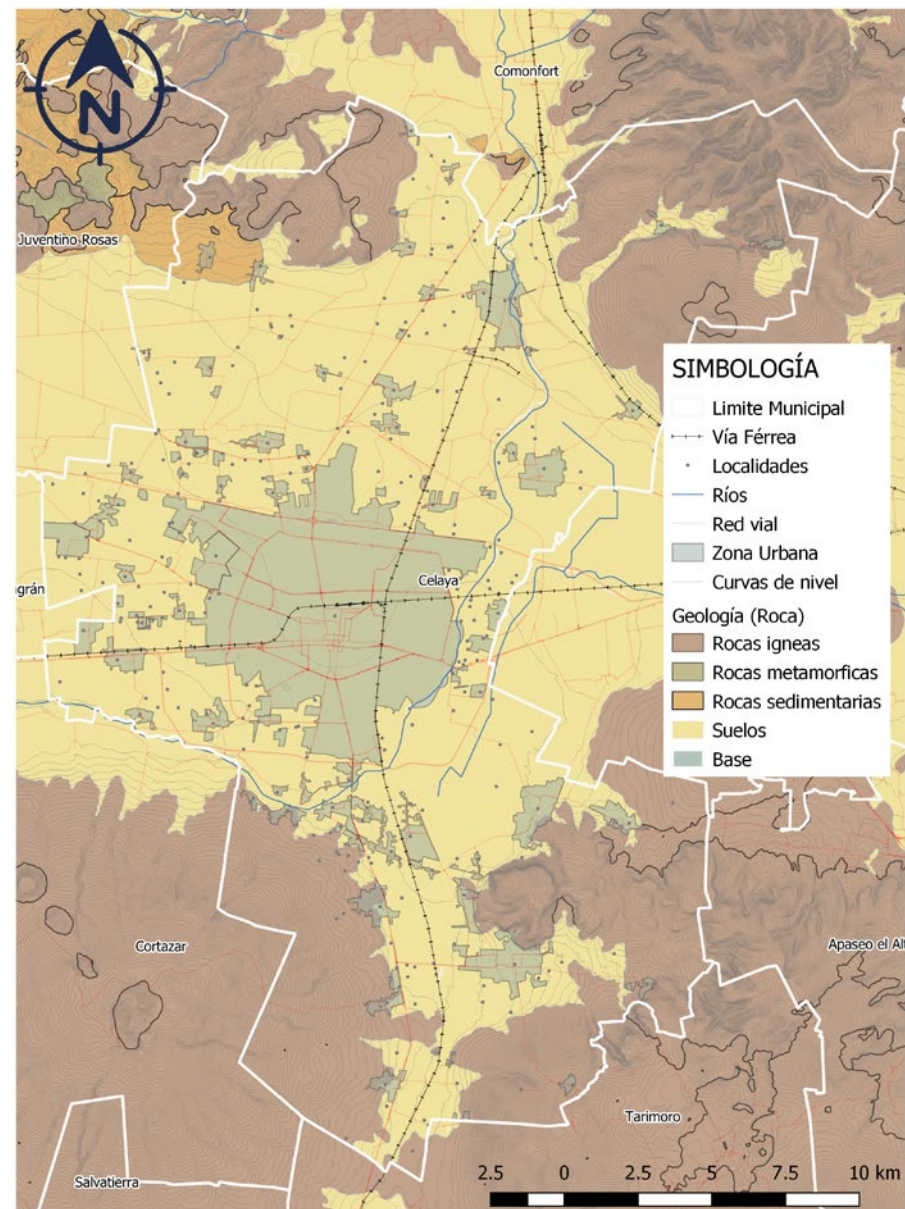 N
Comonfort
Juventino Rosas
SIMBOLOGÍA
Limite Municipal
Vía Férrea
Localidades
Ríos
Red vial
Zona Urbana
Curvas de nivel
Geología (Roca)
Rocas igneas
Rocas metamorficas
Rocas sedimentarias
Suelos
Base
Celaya
grán
Cortazar
Apaseo el Alt
Tarimoro
Salvatierra
2.5 0 2.5 5 7.5 10 km